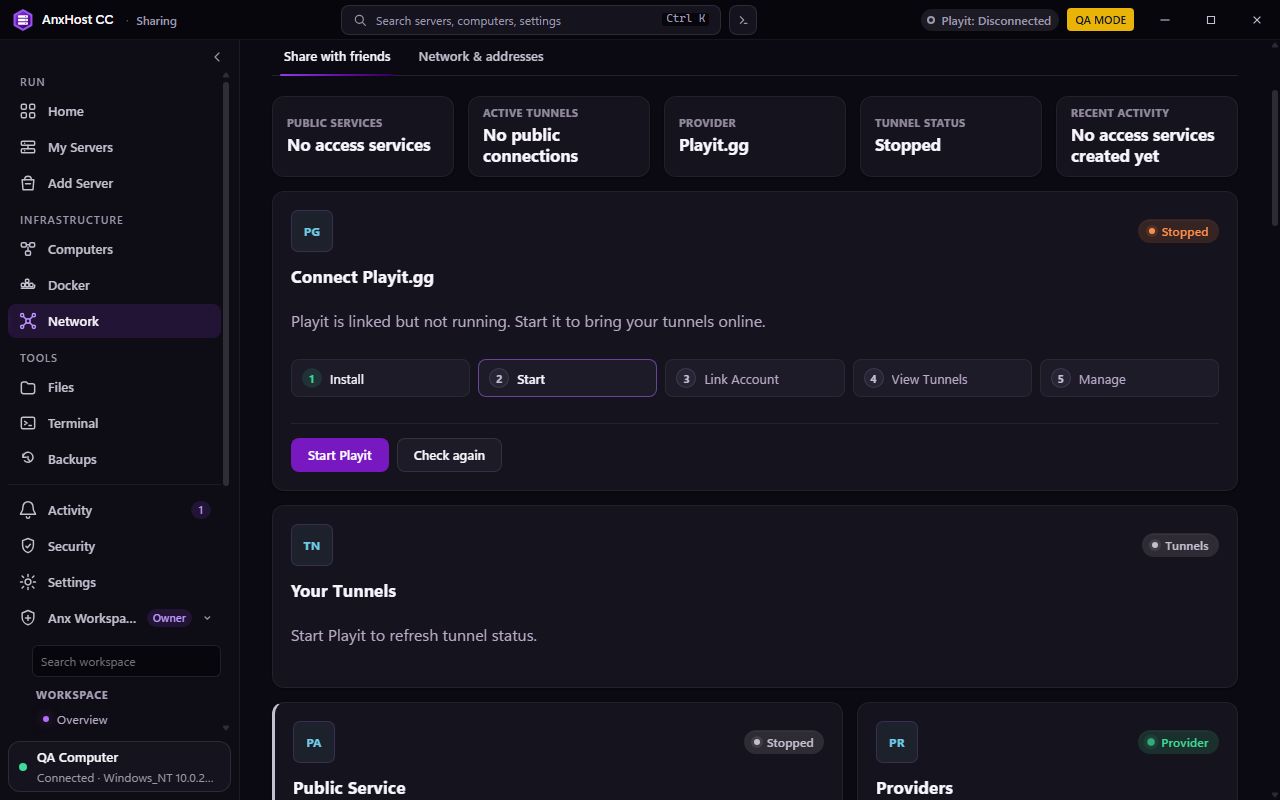 AnxHost CC · Sharing
Search servers, computers, settings
Ctrl K
Playit: Disconnected
QA MODE
RUN
Home
My Servers
Add Server
INFRASTRUCTURE
Computers
Docker
Network
TOOLS
Files
Terminal
Backups
Activity
1
Security
Settings
Anx Workspa...
Owner
Search workspace
WORKSPACE
Overview
QA Computer
Connected · Windows_NT 10.0.2...
Share with friends
Network & addresses
PUBLIC SERVICES
No access services
ACTIVE TUNNELS
No public
connections
PROVIDER
Playit.gg
TUNNEL STATUS
Stopped
RECENT ACTIVITY
No access services
created yet
PG
Stopped
Connect Playit.gg
Playit is linked but not running. Start it to bring your tunnels online.
1 Install
2 Start
3 Link Account
4 View Tunnels
5 Manage
Start Playit
Check again
TN
Tunnels
Your Tunnels
Start Playit to refresh tunnel status.
PA
Stopped
Public Service
PR
Provider
Providers